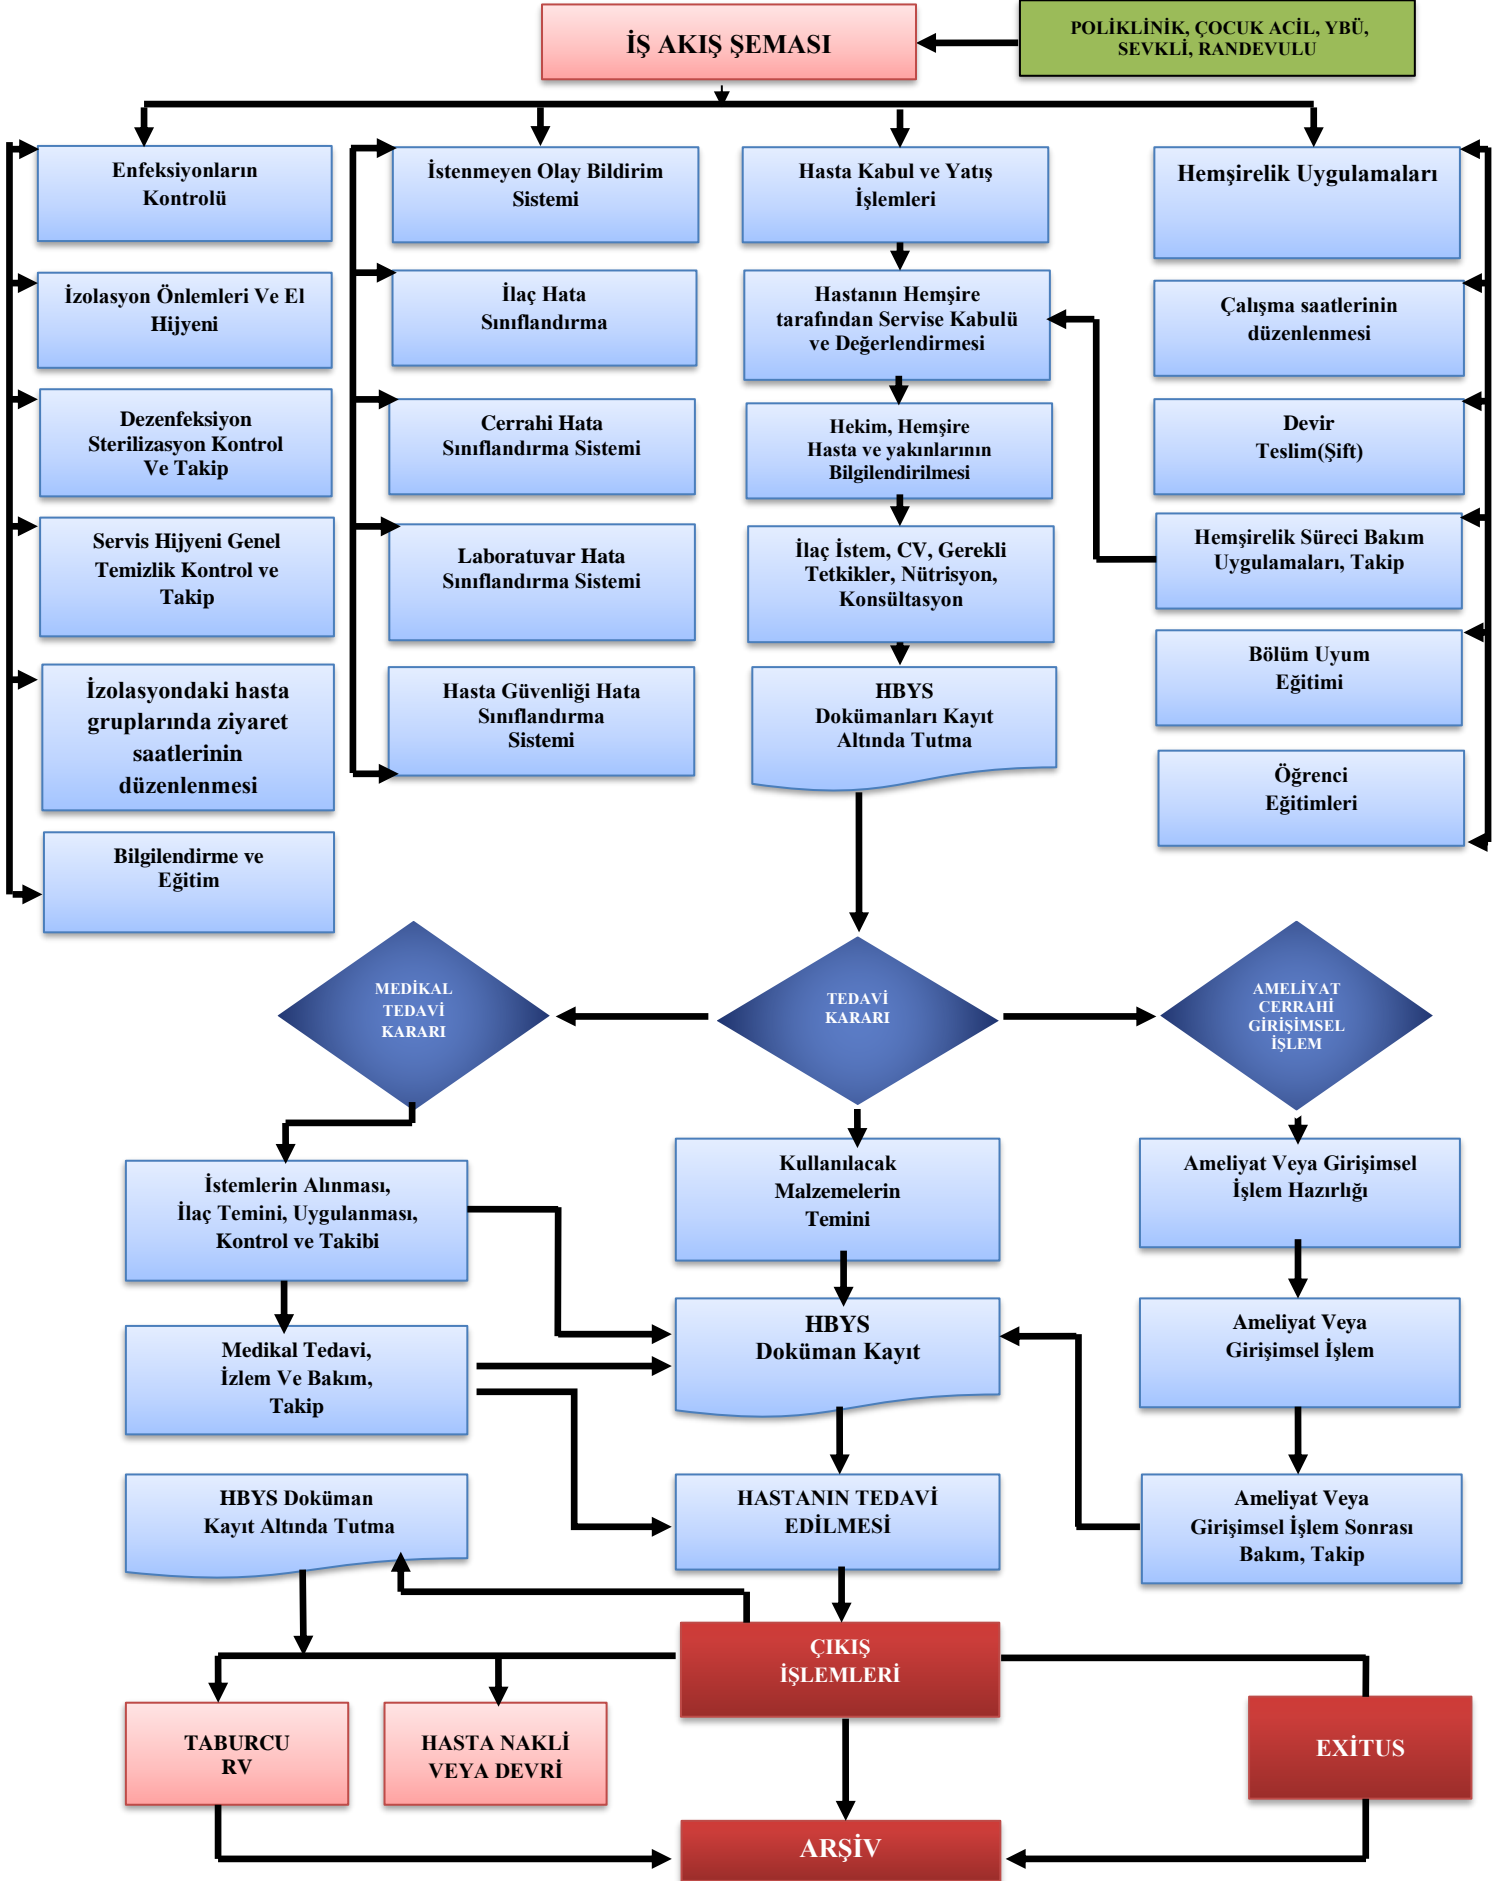 İŞ AKIŞ ŞEMASI
POLİKLİNİK, ÇOCUK ACİL, YBÜ,
SEVKLİ, RANDEVULU
Enfeksiyonların
Kontrolü
İzolasyon Önlemleri Ve El
Hijyeni
Dezenfeksiyon
Sterilizasyon Kontrol
Ve Takip
Servis Hijyeni Genel
Temizlik Kontrol ve
Takip
İzolasyondaki hasta
gruplarında ziyaret
saatlerinin
düzenlenmesi
Bilgilendirme ve
Eğitim
İstenmeyen Olay Bildirim
Sistemi
İlaç Hata
Sınıflandırma
Cerrahi Hata
Sınıflandırma Sistemi
Laboratuvar Hata
Sınıflandırma Sistemi
Hasta Güvenliği Hata
Sınıflandırma
Sistemi
Hasta Kabul ve Yatış
İşlemleri
Hastanın Hemşire
tarafından Servise Kabulü
ve Değerlendirmesi
Hekim, Hemşire
Hasta ve yakınlarının
Bilgilendirilmesi
İlaç İstem, CV, Gerekli
Tetkikler, Nütrisyon,
Konsültasyon
HBYS
Dokümanları Kayıt
Altında Tutma
Hemşirelik Uygulamaları
Çalışma saatlerinin
düzenlenmesi
Devir
Teslim(Şift)
Hemşirelik Süreci Bakım
Uygulamaları, Takip
Bölüm Uyum
Eğitimi
Öğrenci
Eğitimleri
MEDİKAL
TEDAVİ
KARARI
TEDAVİ
KARARI
AMELİYAT
CERRAHİ
GİRİŞİMSEL
İŞLEM
İstemlerin Alınması,
İlaç Temini, Uygulanması,
Kontrol ve Takibi
Kullanılacak
Malzemelerin
Temini
Ameliyat Veya Girişimsel
İşlem Hazırlığı
Medikal Tedavi,
İzlem Ve Bakım,
Takip
HBYS
Doküman Kayıt
Ameliyat Veya
Girişimsel İşlem
HBYS Doküman
Kayıt Altında Tutma
HASTANIN TEDAVİ
EDİLMESİ
Ameliyat Veya
Girişimsel İşlem Sonrası
Bakım, Takip
ÇIKIŞ
İŞLEMLERİ
TABURCU
RV
HASTA NAKLİ
VEYA DEVRİ
EXİTUS
ARŞİV